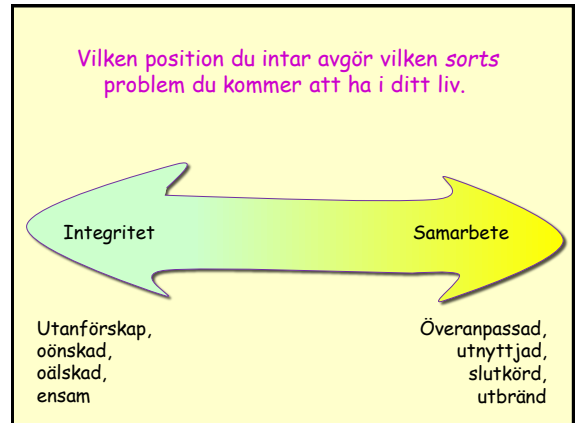 Vilken position du intar avgör vilken sorts
problem du kommer att ha i ditt liv.
Integritet
Samarbete
Utanförskap,
oönskad,
oälskad,
ensam
Överanpassad,
utnyttjad,
slutkörd,
utbränd